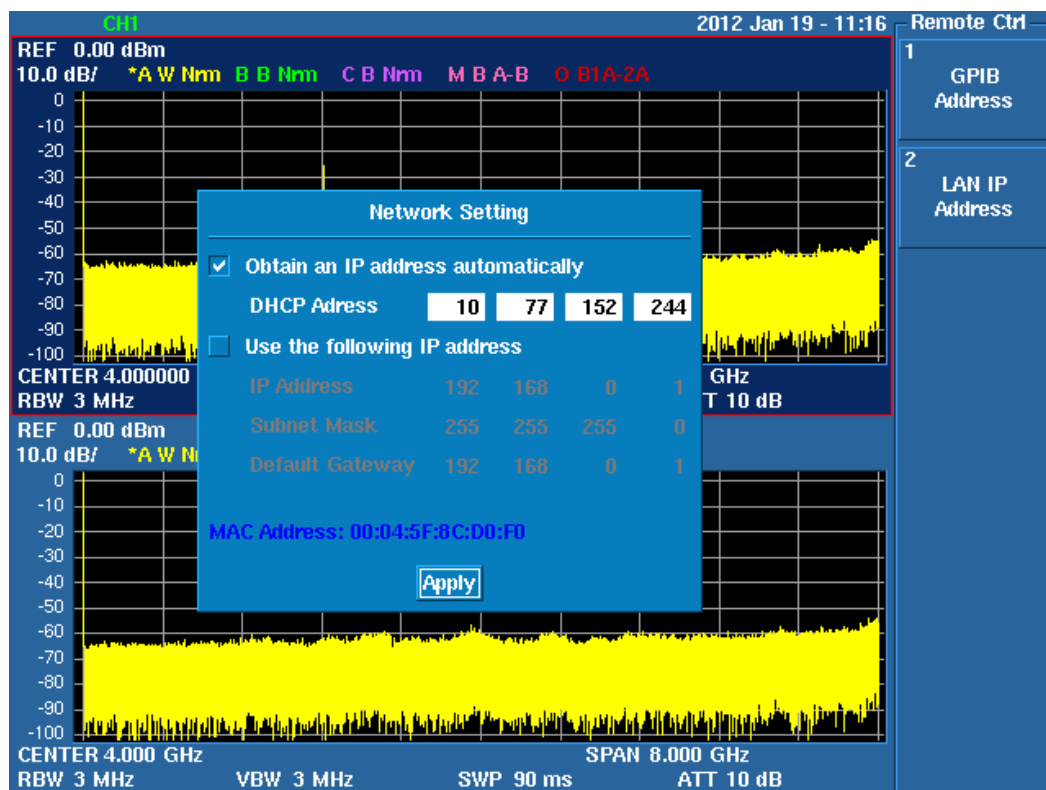 CH1 2012 Jan 19 - 11:16
REF 0.00 dBm
10.0 dB/ *A W Nrm B B Nrm C B Nrm M B A-B O B1A-2A
0
-10
-20
-30
-40
-50
-60
-70
-80
-90
-100
CENTER 4.000000 GHz
RBW 3 MHz T 10 dB
Network Setting
Obtain an IP address automatically
DHCP Adress 10 77 152 244
Use the following IP address
IP Address 192 168 0 1
Subnet Mask 255 255 255 0
Default Gateway 192 168 0 1
MAC Address: 00:04:5F:8C:D0:F0
Apply
REF 0.00 dBm
10.0 dB/ *A W N
0
-10
-20
-30
-40
-50
-60
-70
-80
-90
-100
CENTER 4.000 GHz SPAN 8.000 GHz
RBW 3 MHz VBW 3 MHz SWP 90 ms ATT 10 dB
Remote Ctrl
1
GPIB
Address
2
LAN IP
Address